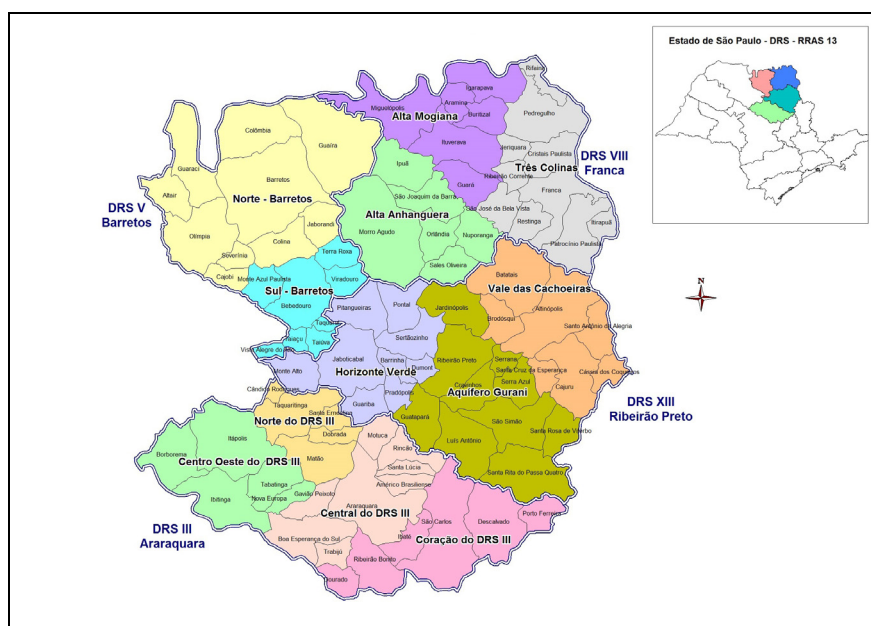 Estado de São Paulo - DRS - RRAS 13
Rifaina
Igarapava
Aramina
Miguelópolis
Buritizal
Pedregulho
Alta Mogiana
Colômbia
Ituverava
Jeriquara
Cristais Paulista
DRS VIII
Franca
Guaíra
Ipuã
Três Colinas
Guaraci
Ribeirão Corrente
Barretos
Guará
Franca
Altair
Norte - Barretos
São Joaquim da Barra
São José da Bela Vista
DRS V
Barretos
Alta Anhanguera
Restinga
Itirapuã
Jaborandi
Olímpia
Morro Agudo
Orlândia
Nuporanga
Colina
Patrocínio Paulista
Severínia
Terra Roxa
Sales Oliveira
Cajobi
Monte Azul Paulista
Viradouro
Batatais
Sul - Barretos
Vale das Cachoeiras
N
Bebedouro
Pitangueiras
Pontal
Jardinópolis
Altinópolis
Brodósqui
Santo Antônio da Alegria
Taquaral
Sertãozinho
Taiaçu
Taiúva
Vista Alegre do Alto
Jaboticabal
Barrinha
Ribeirão Preto
Serrana
Dumont
Santa Cruz da Esperança
Monte Alto
Horizonte Verde
Cássia dos Coqueiros
Serra Azul
Cravinhos
Cajuru
Cândido Rodrigues
Pradópolis
Aquifero Gurani
DRS XIII
Ribeirão Preto
Taquaritinga
Guariba
Santa Ernestina
Guatapará
Norte do DRS III
São Simão
Santa Rosa de Viterbo
Dobrada
Motuca
Itápolis
Luís Antônio
Rincão
Borborema
Matão
Centro Oeste do DRS III
Santa Lúcia
Santa Rita do Passa Quatro
Tabatinga
Américo Brasiliense
Gavião Peixoto
Ibitinga
Nova Europa
Araraquara
Central do DRS III
Porto Ferreira
São Carlos
Descalvado
DRS III
Araraquara
Ibaté
Boa Esperança do Sul
Coração do DRS III
Trabijú
Ribeirão Bonito
Dourado